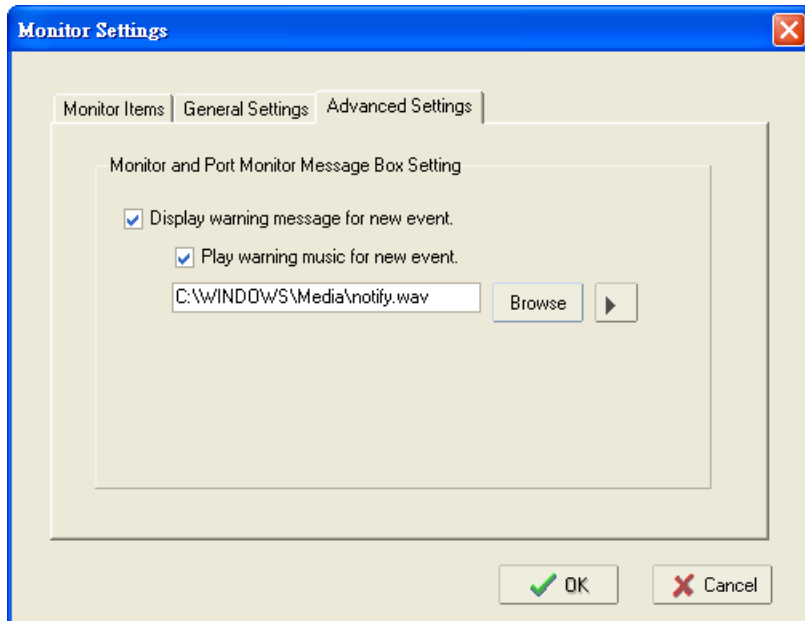 Monitor Settings
Monitor Items General Settings Advanced Settings
Monitor and Port Monitor Message Box Setting
Display warning message for new event.
Play warning music for new event.
C:\WINDOWS\Media\notify.wav Browse
OK Cancel